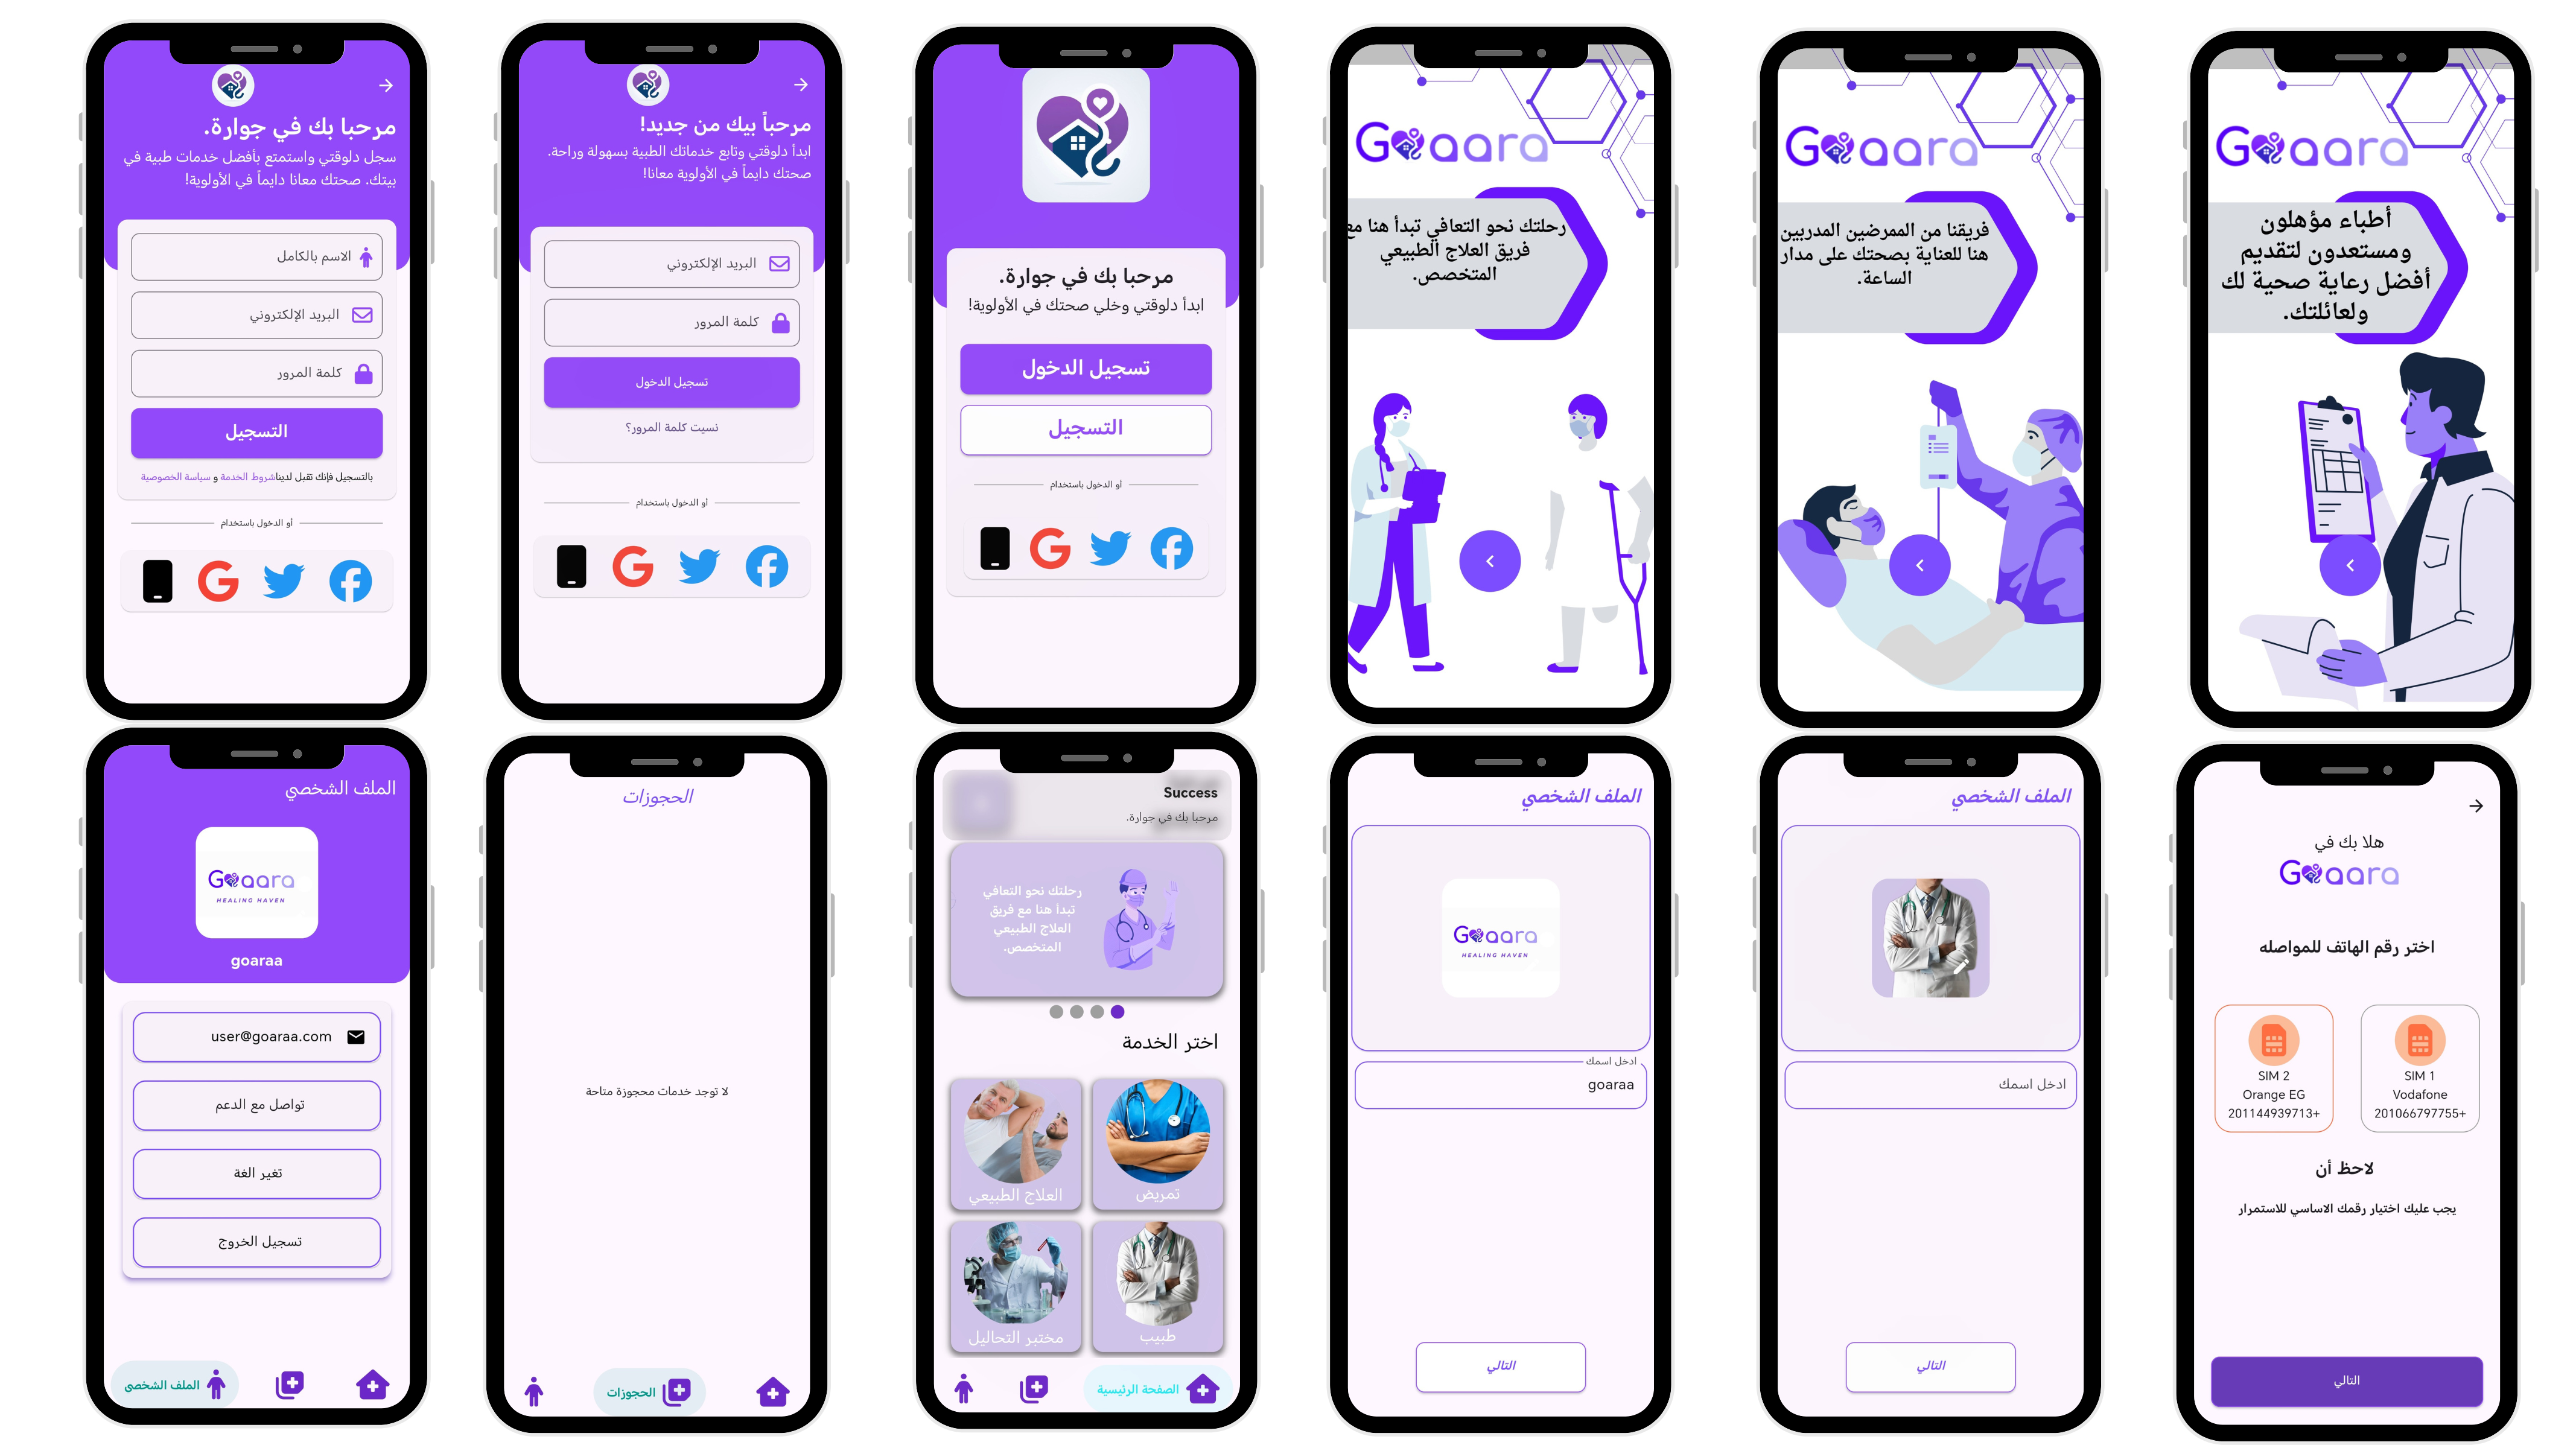 مرحبا بك في جوارة.
سجل دلوقتي واستمتع بأفضل خدمات طبية في
بيتك. صحتك معانا دايماً في الأولوية!
الاسم بالكامل
البريد الإلكتروني
كلمة المرور
التسجيل
بالتسجيل فإنك تقبل لديناشروط الخدمة و سياسة الخصوصية
أو الدخول باستخدام
مرحباً بيك من جديد!
ابدأ دلوقتي وتابع خدماتك الطبية بسهولة وراحة.
صحتك دايماً في الأولوية معانا!
البريد الإلكتروني
كلمة المرور
تسجيل الدخول
نسيت كلمة المرور؟
أو الدخول باستخدام
مرحبا بك في جوارة.
ابدأ دلوقتي وخلي صحتك في الأولوية!
تسجيل الدخول
التسجيل
أو الدخول باستخدام
Goaara
رحلتك نحو التعافي تبدأ هنا مع
فريق العلاج الطبيعي
المتخصص.
Goaara
فريقنا من الممرضين المدربين
هنا للعناية بصحتك على مدار
الساعة.
Goaara
أطباء مؤهلون
ومستعدون لتقديم
أفضل رعاية صحية لك
ولعائلتك.
الملف الشخصي
Goaara
HEALING HAVEN
goaraa
user@goaraa.com
تواصل مع الدعم
تغير الغة
تسجيل الخروج
الملف الشخصي
الحجوزات
لا توجد خدمات محجوزة متاحة
الحجوزات
Success
مرحبا بك في جوارة.
رحلتك نحو التعافي
تبدأ هنا مع فريق
العلاج الطبيعي
المتخصص.
اختر الخدمة
تمريض
العلاج الطبيعي
طبيب
مختبر التحاليل
الصفحة الرئيسية
الملف الشخصي
Goaara
HEALING HAVEN
ادخل اسمك
goaraa
التالي
الملف الشخصي
ادخل اسمك
التالي
هلا بك في
Goaara
اختر رقم الهاتف للمواصله
SIM 1
Vodafone
201066797755+
SIM 2
Orange EG
201144939713+
لاحظ أن
يجب عليك اختيار رقمك الاساسي للاستمرار
التالي